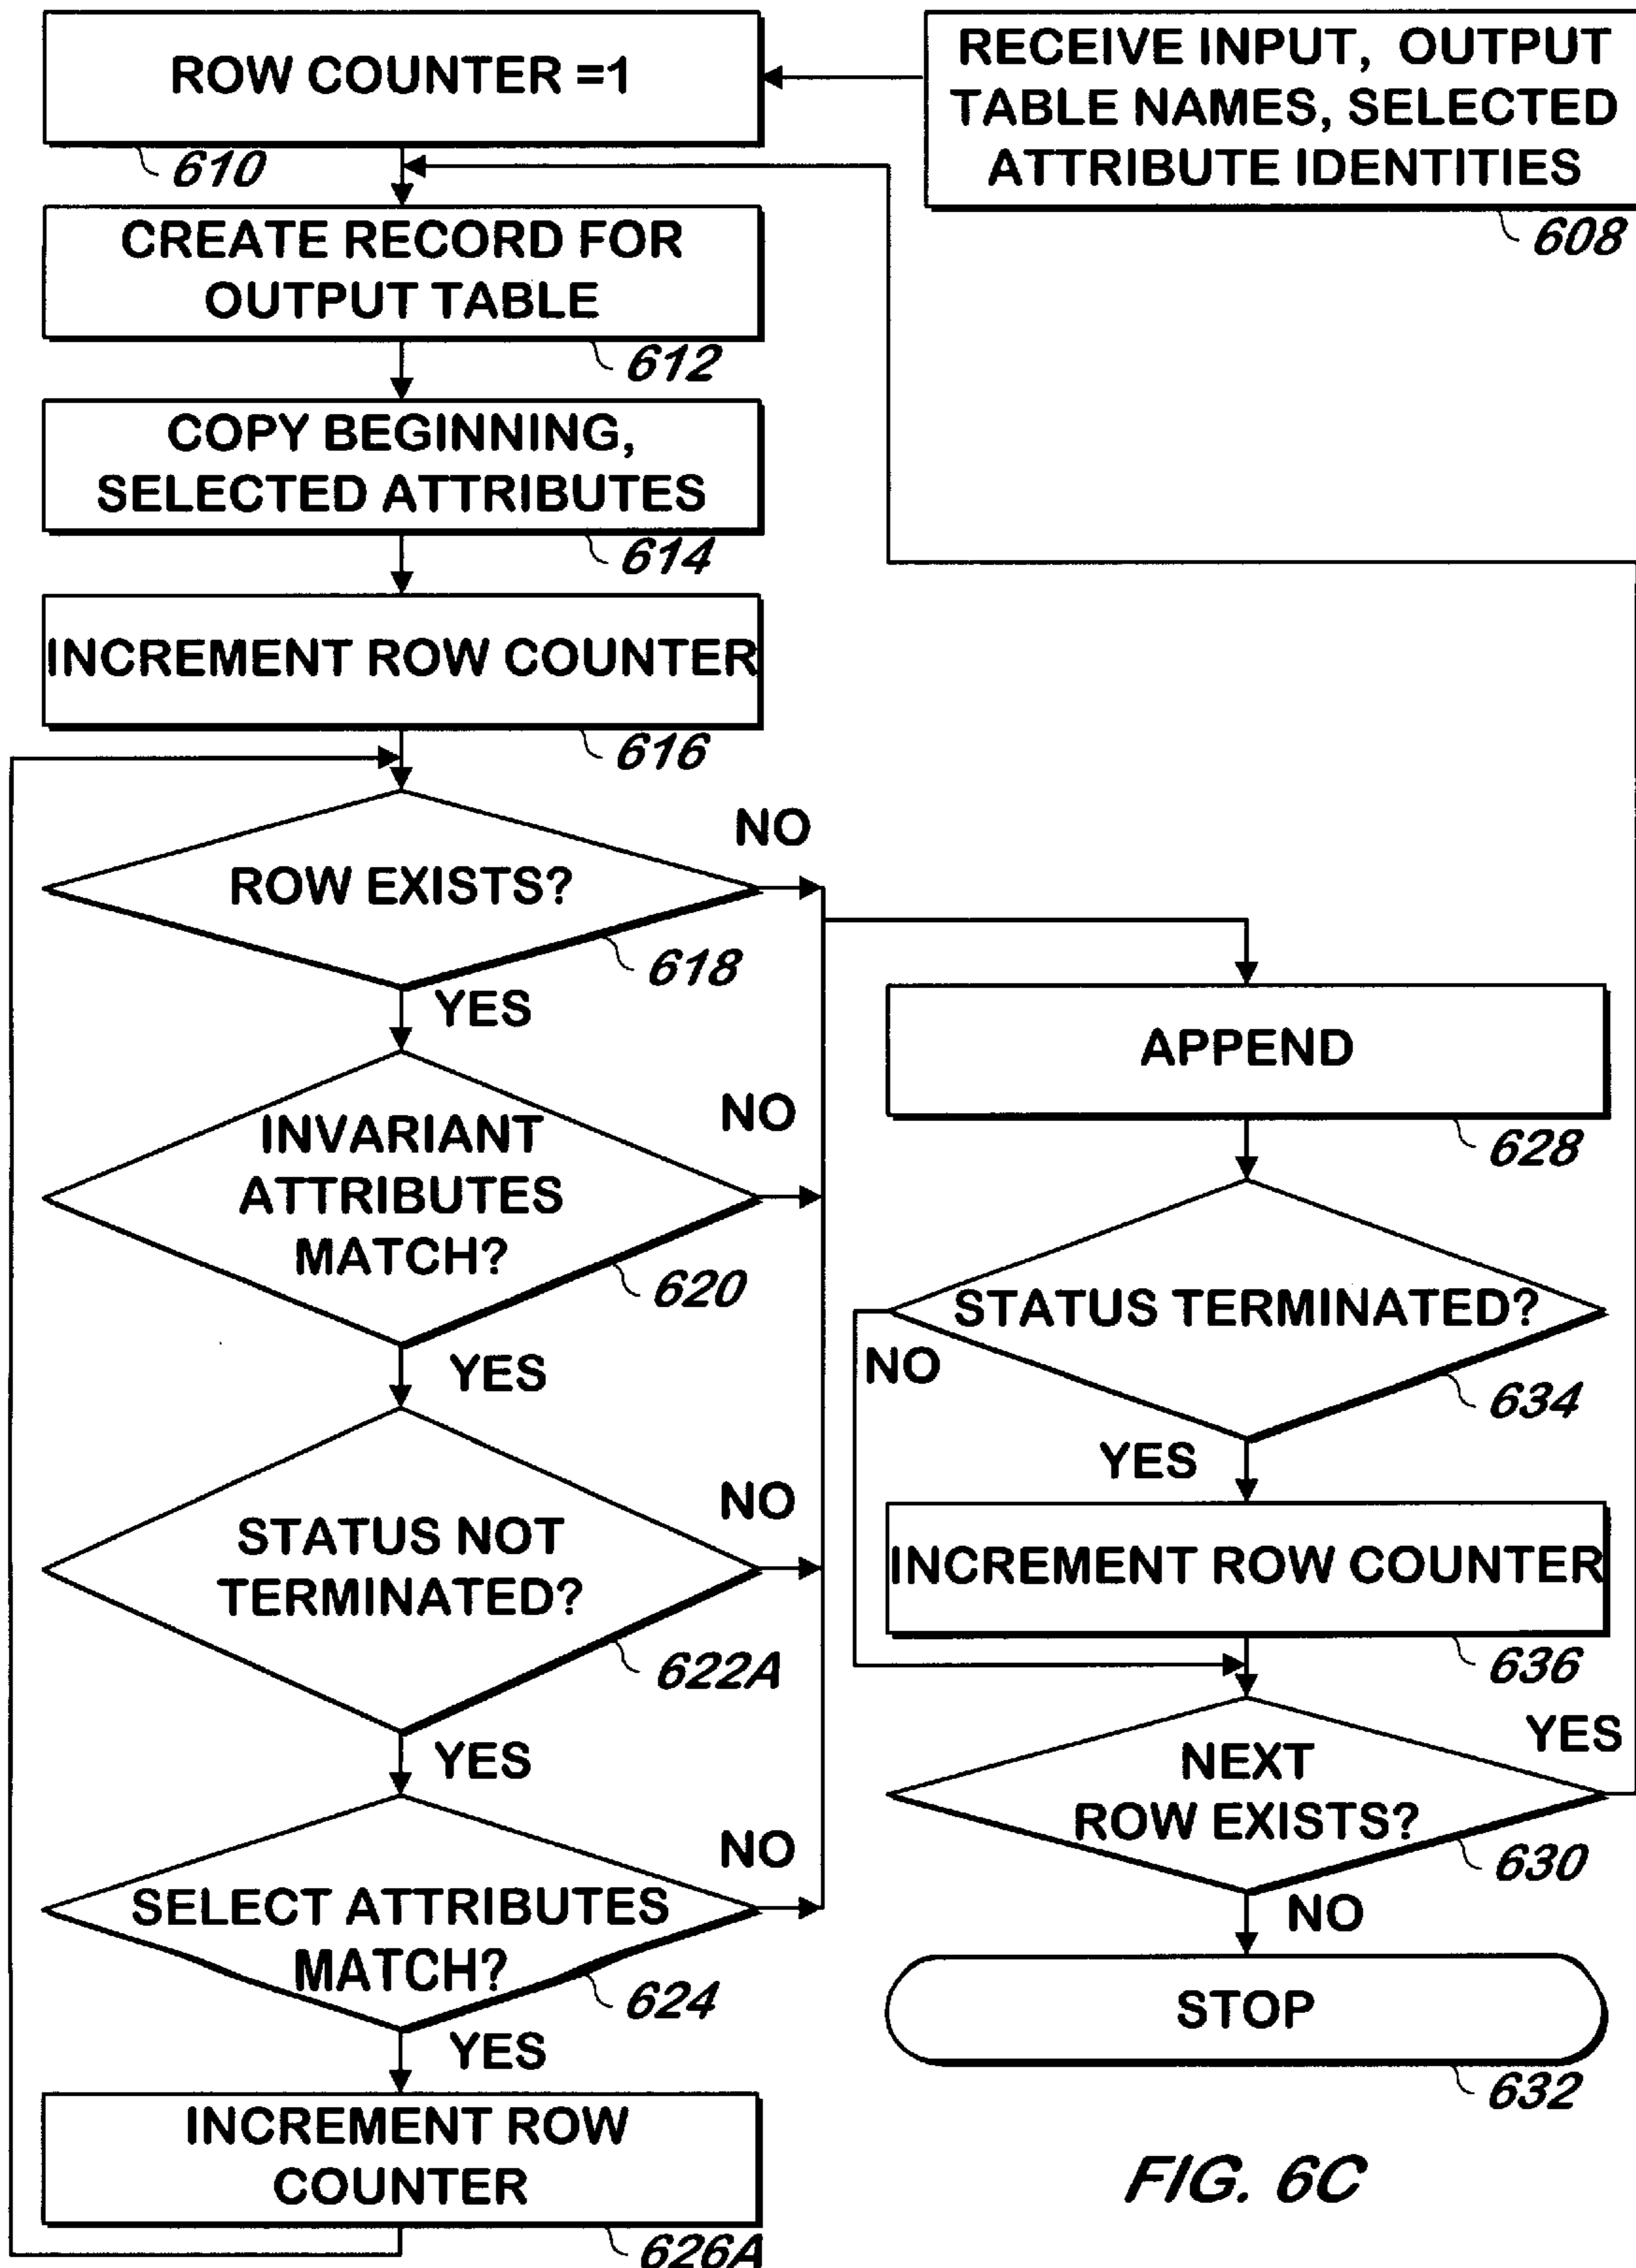 ROW COUNTER =1
610
RECEIVE INPUT, OUTPUT
TABLE NAMES, SELECTED
ATTRIBUTE IDENTITIES
608
CREATE RECORD FOR
OUTPUT TABLE
612
COPY BEGINNING,
SELECTED ATTRIBUTES
614
INCREMENT ROW COUNTER
616
ROW EXISTS?
NO
618
YES
INVARIANT
ATTRIBUTES
MATCH?
NO
620
YES
STATUS NOT
TERMINATED?
NO
622A
YES
SELECT ATTRIBUTES
MATCH?
NO
624
YES
INCREMENT ROW
COUNTER
626A
APPEND
628
STATUS TERMINATED?
NO
634
YES
INCREMENT ROW COUNTER
636
NEXT
ROW EXISTS?
YES
630
NO
STOP
632
FIG. 6C